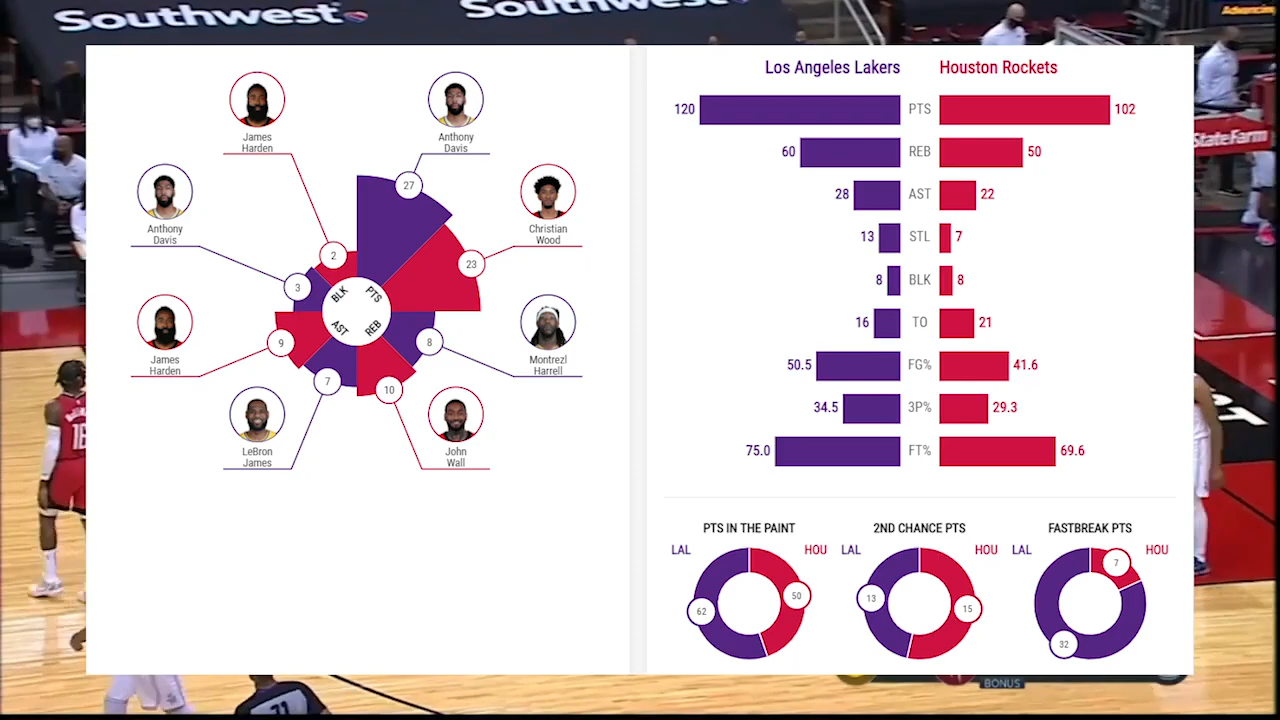 Southwest
Southwest
Advancing
StateFarm
James
Harden
Anthony
Davis
27
Christian
Wood
23
Anthony
Davis
2
3
BLK
PTS
AST
REB
James
Harden
9
Montrezl
Harrell
8
7
10
LeBron
James
John
Wall
Los Angeles Lakers
Houston Rockets
120 PTS 102
60 REB 50
28 AST 22
13 STL 7
8 BLK 8
16 TO 21
50.5 FG% 41.6
34.5 3P% 29.3
75.0 FT% 69.6
PTS IN THE PAINT
LAL HOU
62 50
2ND CHANCE PTS
LAL HOU
13 15
FASTBREAK PTS
LAL HOU
7
32
16
BONUS
71